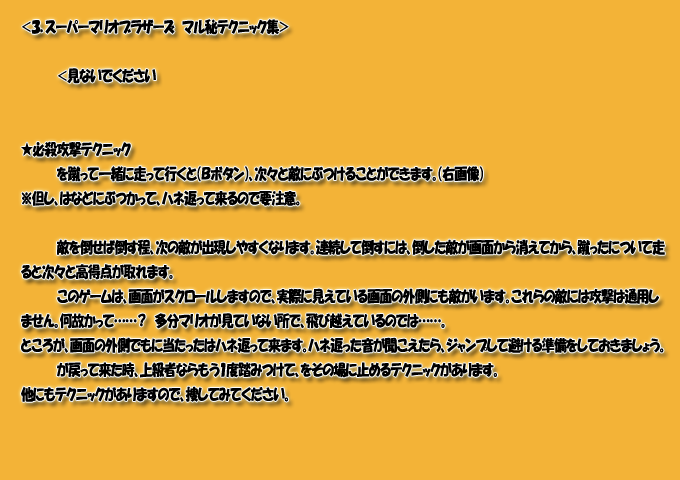 <3．スーパーマリオブラザーズ マル秘テクニック集>
<見ないでください
★必殺攻撃テクニック
を蹴って一緒に走って行くと(Bボタン)、次々と敵にぶつけることができます。(右画像)
※但し、はなどにぶつかって、ハネ返って来るので要注意。
敵を倒せば倒す程、次の敵が出現しやすくなります。連続して倒すには、倒した敵が画面から消えてから、蹴ったについて走
ると次々と高得点が取れます。
このゲームは、画面がスクロールしますので、実際に見えている画面の外側にも敵がいます。これらの敵には攻撃は通用し
ません。何故かって……？ 多分マリオが見ていない所で、飛び越えているのでは……。
ところが、画面の外側でもに当たったはハネ返って来ます。ハネ返った音が聞こえたら、ジャンプして避ける準備をしておきましょう。
が戻って来た時、上級者ならもう1度踏みつけて、をその場に止めるテクニックがあります。
他にもテクニックがありますので、捜してみてください。